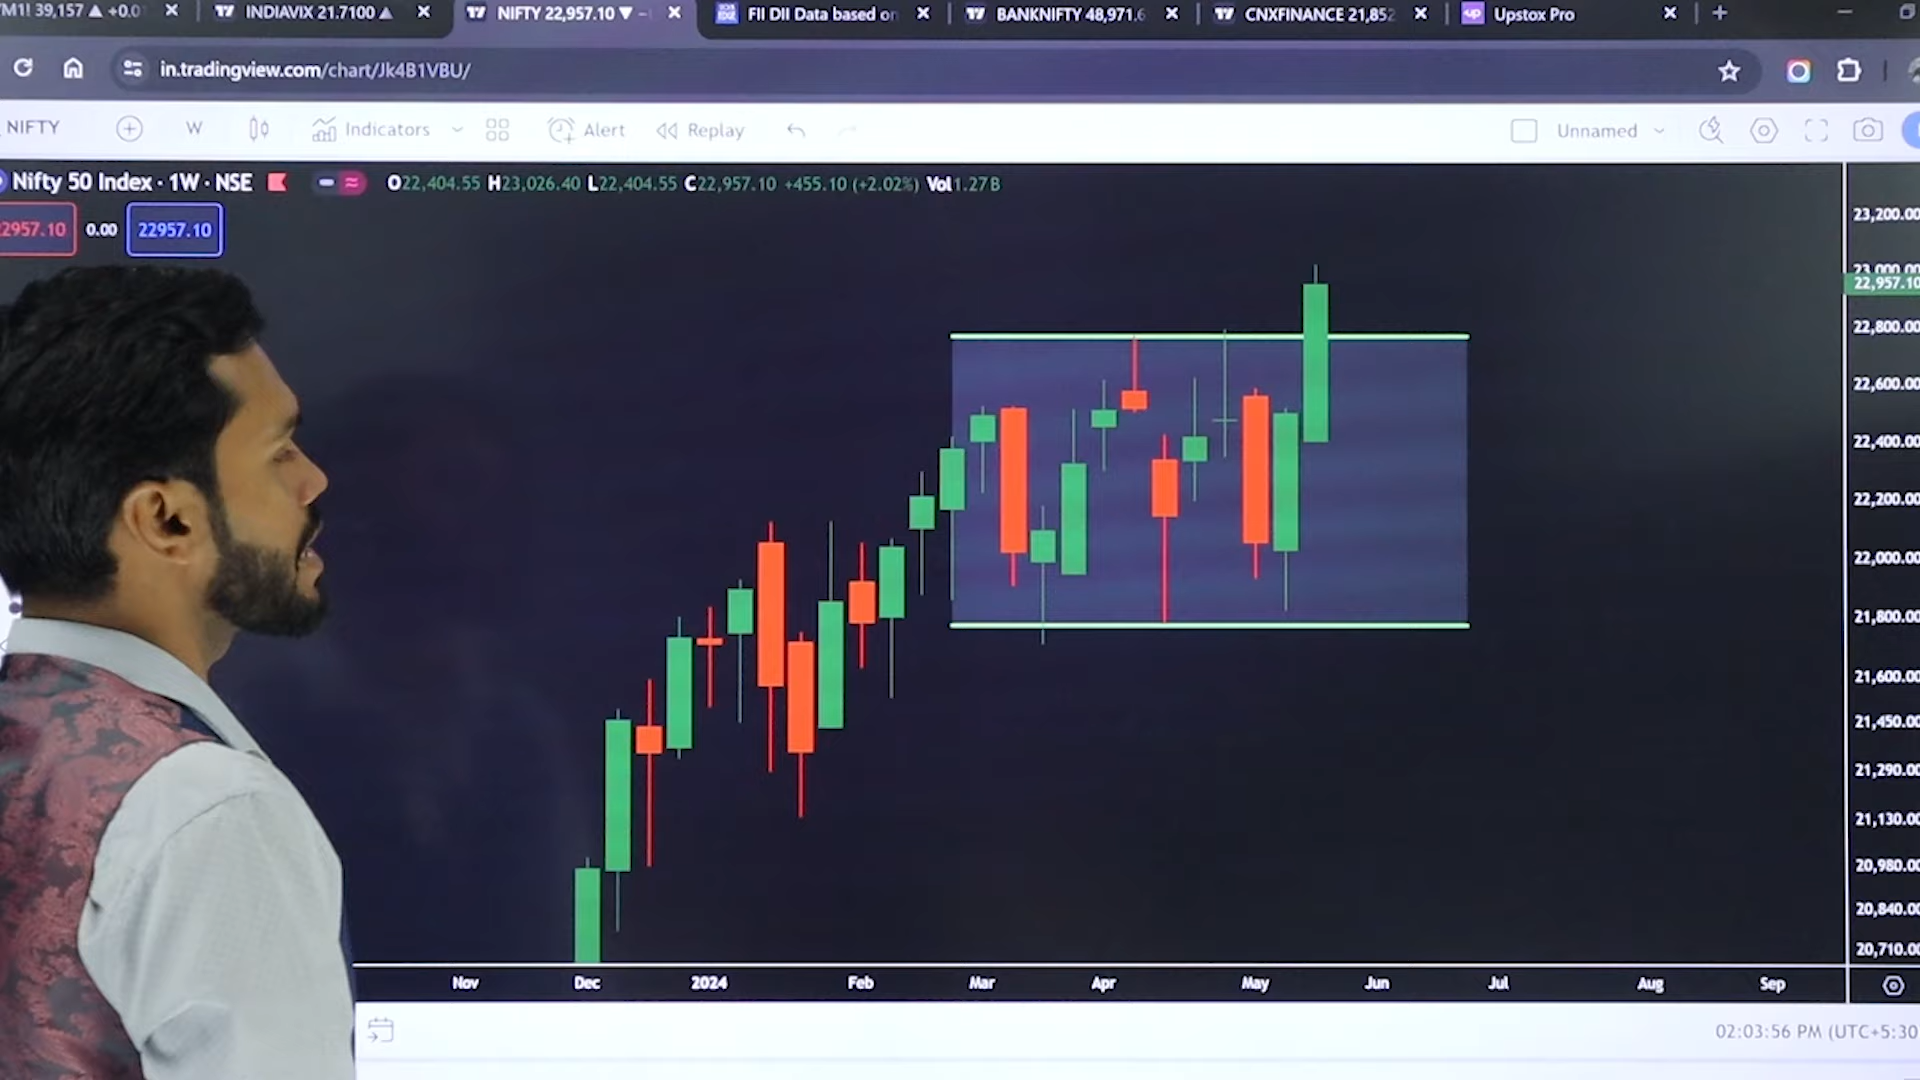 M1! 39,157 ▲ +0.0
INDIAVIX 21.7100 ▲
NIFTY 22,957.10 ▼ −
FII DII Data based on
BANKNIFTY 48,971.6
CNXFINANCE 21,852
up Upstox Pro
in.tradingview.com/chart/Jk4B1VBU/
NIFTY W Indicators Alert Replay Unnamed
Nifty 50 Index · 1W · NSE O22,404.55 H23,026.40 L22,404.55 C22,957.10 +455.10 (+2.02%) Vol1.27B
22957.10 0.00 22957.10
23,200.00
23,000.00
22,957.10
22,800.00
22,600.00
22,400.00
22,200.00
22,000.00
21,800.00
21,600.00
21,450.00
21,290.00
21,130.00
20,980.00
20,840.00
20,710.00
Nov Dec 2024 Feb Mar Apr May Jun Jul Aug Sep
02:03:56 PM (UTC+5:30